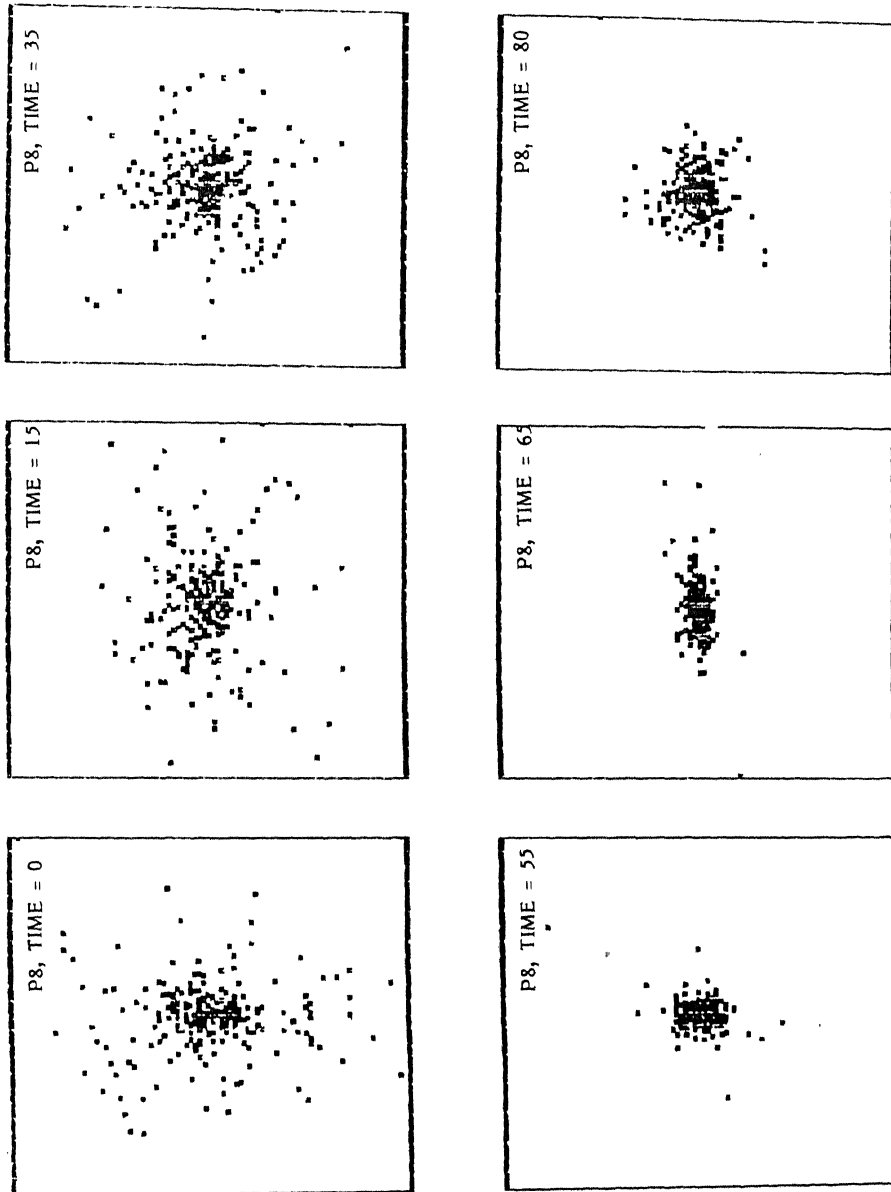 P8, TIME = 0
P8, TIME = 15
P8, TIME = 35
P8, TIME = 55
P8, TIME = 65
P8, TIME = 80